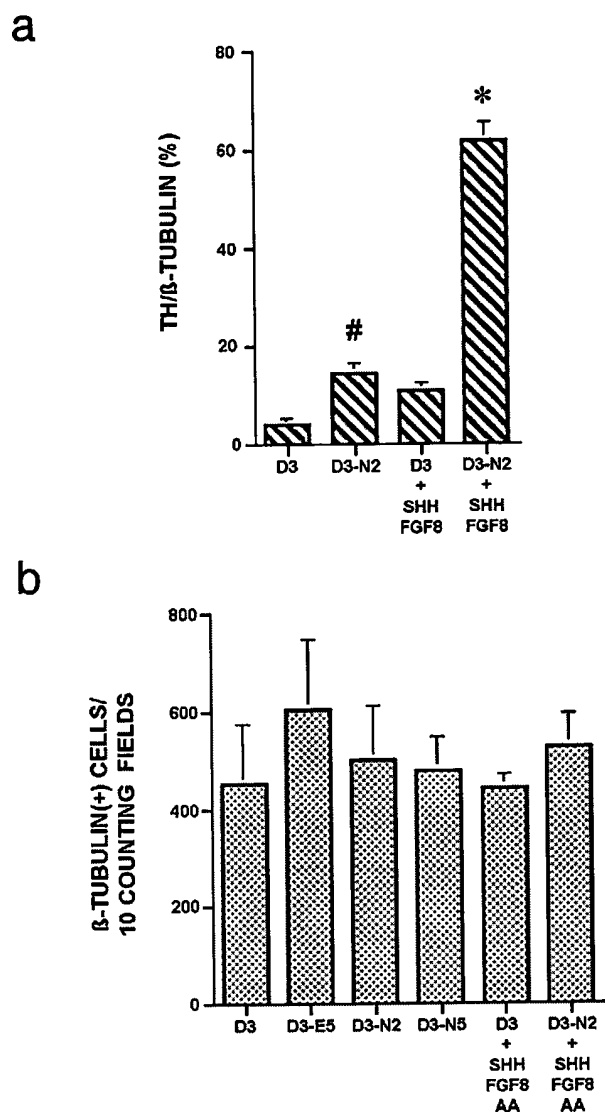 a
TH/ß-TUBULIN (%)
80
60
40
20
0
#
*
D3
D3-N2
D3
+
SHH
FGF8
D3-N2
+
SHH
FGF8
b
ß-TUBULIN(+) CELLS/
10 COUNTING FIELDS
800
600
400
200
0
D3
D3-E5
D3-N2
D3-N5
D3
+
SHH
FGF8
AA
D3-N2
+
SHH
FGF8
AA